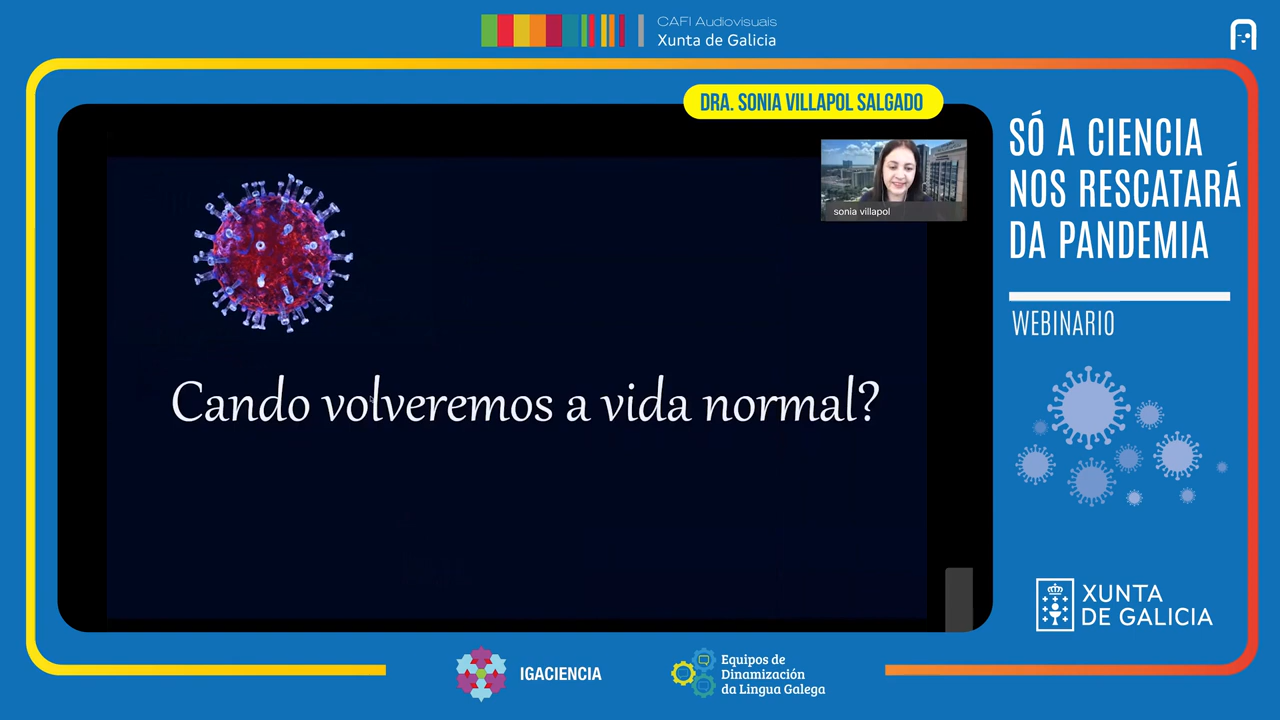 CAFI Audiovisuais
Xunta de Galicia
DRA. SONIA VILLAPOL SALGADO
sonia villapol
SÓ A CIENCIA
NOS RESCATARÁ
DA PANDEMIA
WEBINARIO
Cando volveremos a vida normal?
XUNTA
DE GALICIA
IGACIENCIA
Equipos de
Dinamización
da Lingua Galega